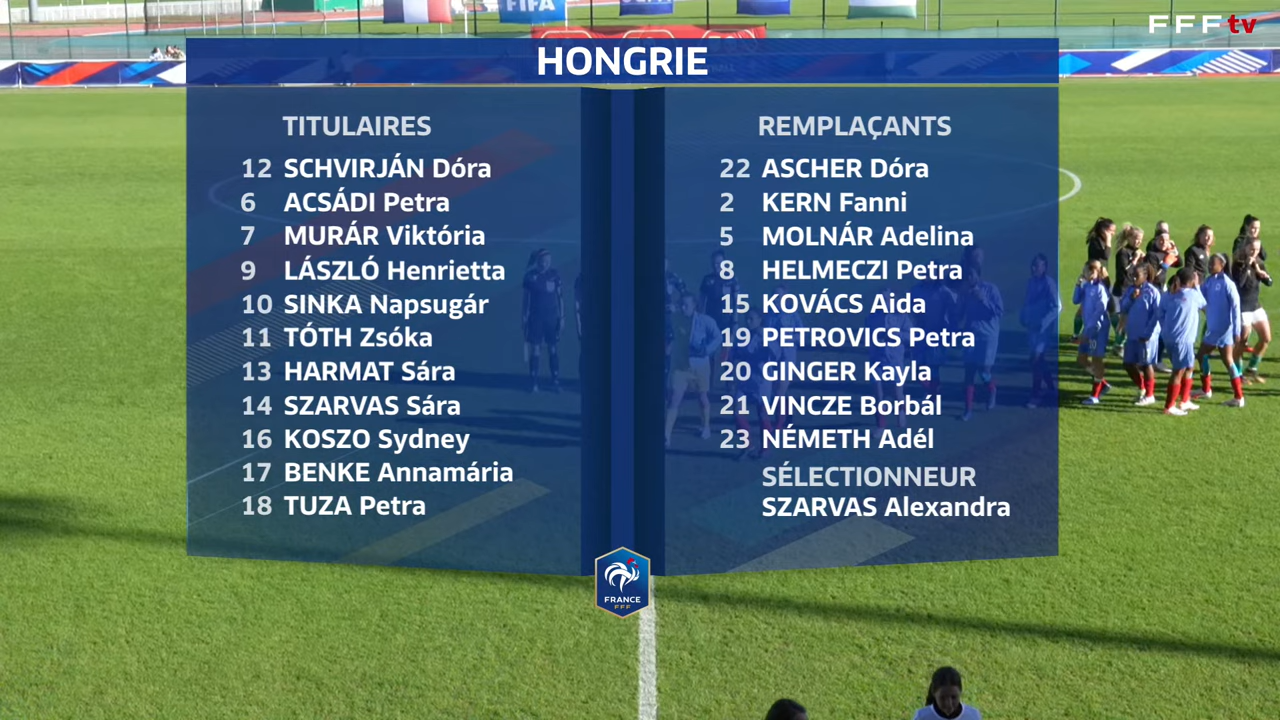 FIFA
FFFtv
HONGRIE
TITULAIRES
12 SCHVIRJÁN Dóra
6 ACSÁDI Petra
7 MURÁR Viktória
9 LÁSZLÓ Henrietta
10 SINKA Napsugár
11 TÓTH Zsóka
13 HARMAT Sára
14 SZARVAS Sára
16 KOSZO Sydney
17 BENKE Annamária
18 TUZA Petra
REMPLAÇANTS
22 ASCHER Dóra
2 KERN Fanni
5 MOLNÁR Adelina
8 HELMECZI Petra
15 KOVÁCS Aida
19 PETROVICS Petra
20 GINGER Kayla
21 VINCZE Borbál
23 NÉMETH Adél
SÉLECTIONNEUR
SZARVAS Alexandra
FRANCE
FFF